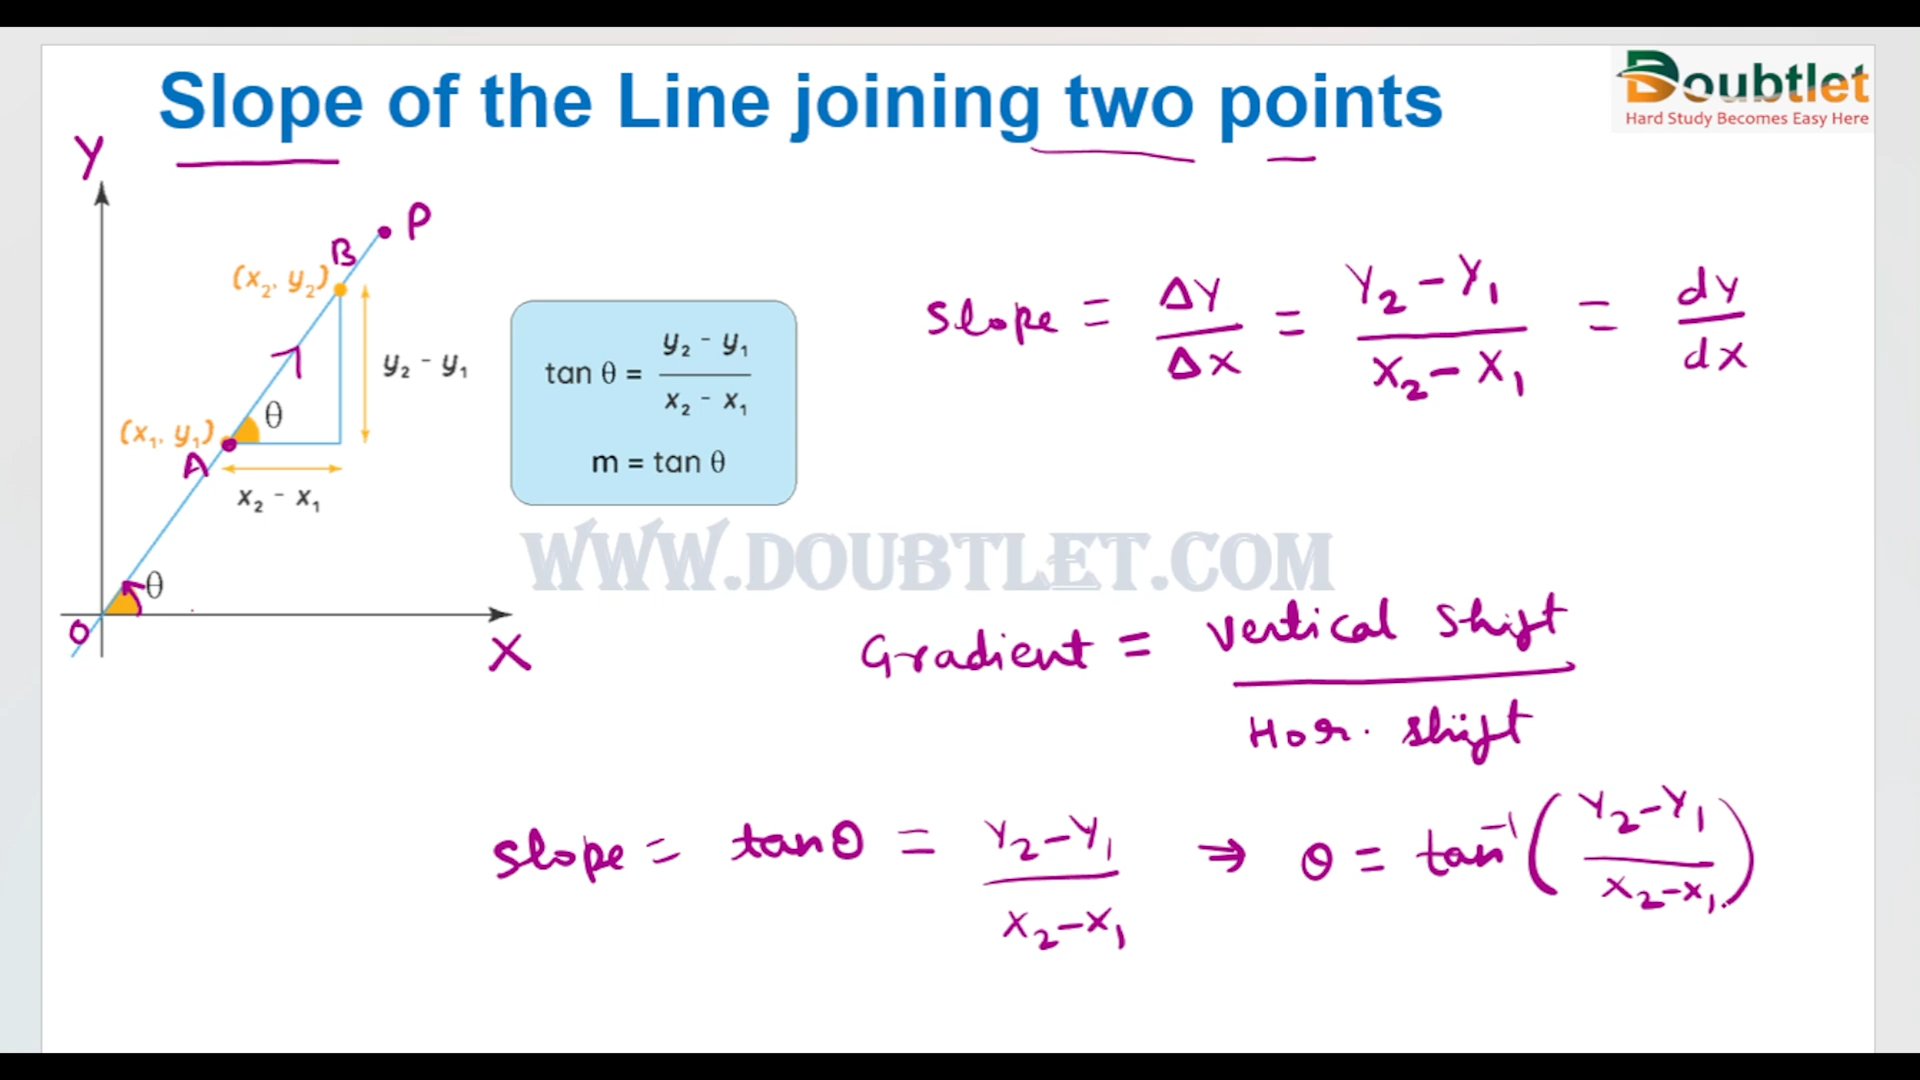 Slope of the Line joining two points
Doubtlet
Hard Study Becomes Easy Here
Y
P
B
(x₂, y₂)
y₂ - y₁
θ
(x₁, y₁)
A
x₂ - x₁
θ
O
X
tan θ = (y₂ - y₁)/(x₂ - x₁)
m = tan θ
Slope = ΔY/ΔX = (Y₂-Y₁)/(X₂-X₁) = dy/dx
WWW.DOUBTLET.COM
Gradient = Vertical Shift / Hor. Shift
Slope = tanθ = (Y₂-Y₁)/(X₂-X₁) ⇒ θ = tan⁻¹ ((Y₂-Y₁)/(X₂-X₁))